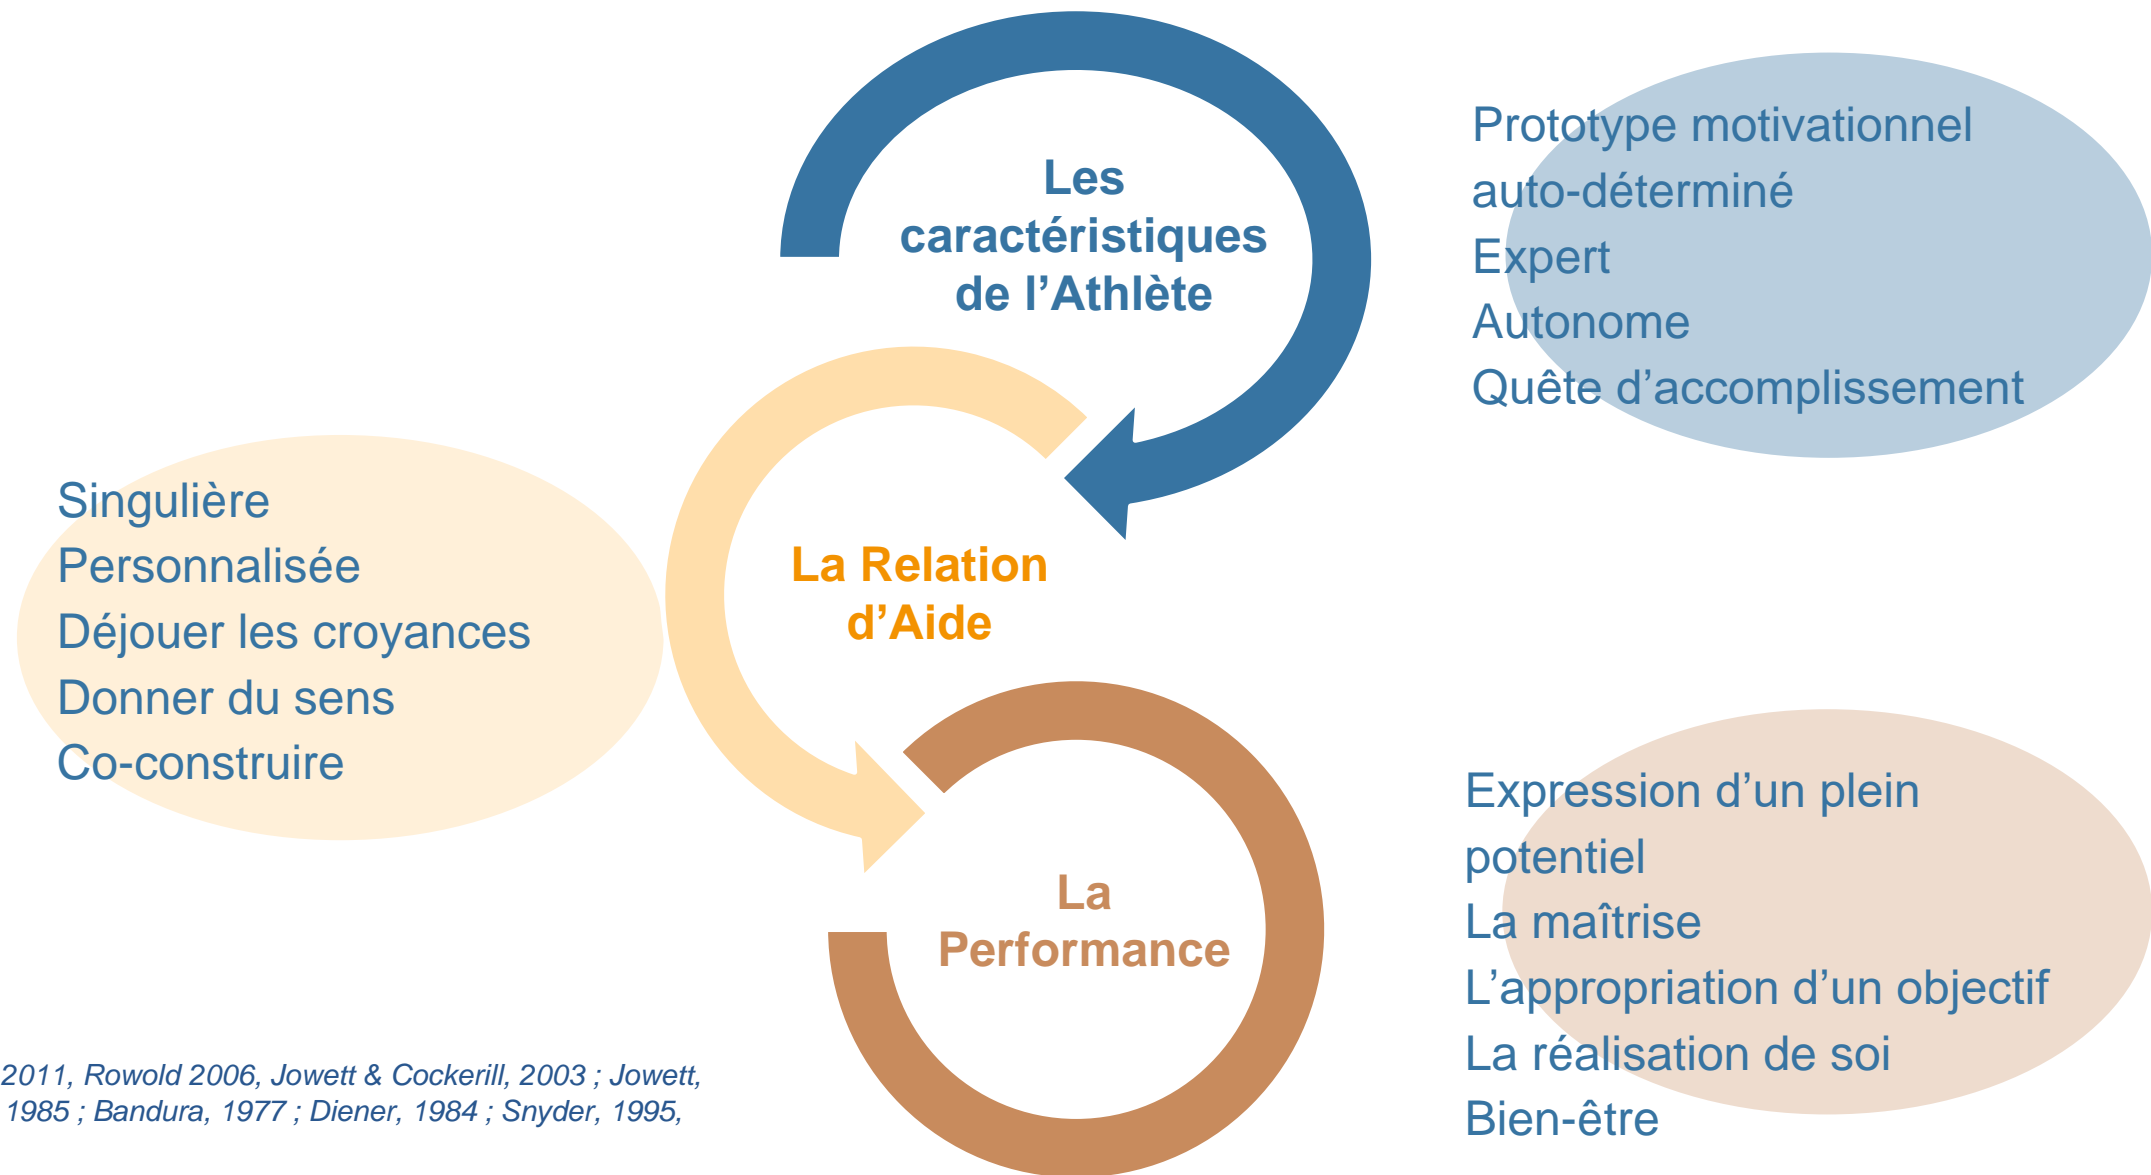 Les
caractéristiques
de l’Athlète
Prototype motivationnel
auto-déterminé
Expert
Autonome
Quête d’accomplissement
La Relation
d’Aide
Singulière
Personnalisée
Déjouer les croyances
Donner du sens
Co-construire
La
Performance
Expression d’un plein
potentiel
La maîtrise
L’appropriation d’un objectif
La réalisation de soi
Bien-être
2011, Rowold 2006, Jowett & Cockerill, 2003 ; Jowett,
1985 ; Bandura, 1977 ; Diener, 1984 ; Snyder, 1995,